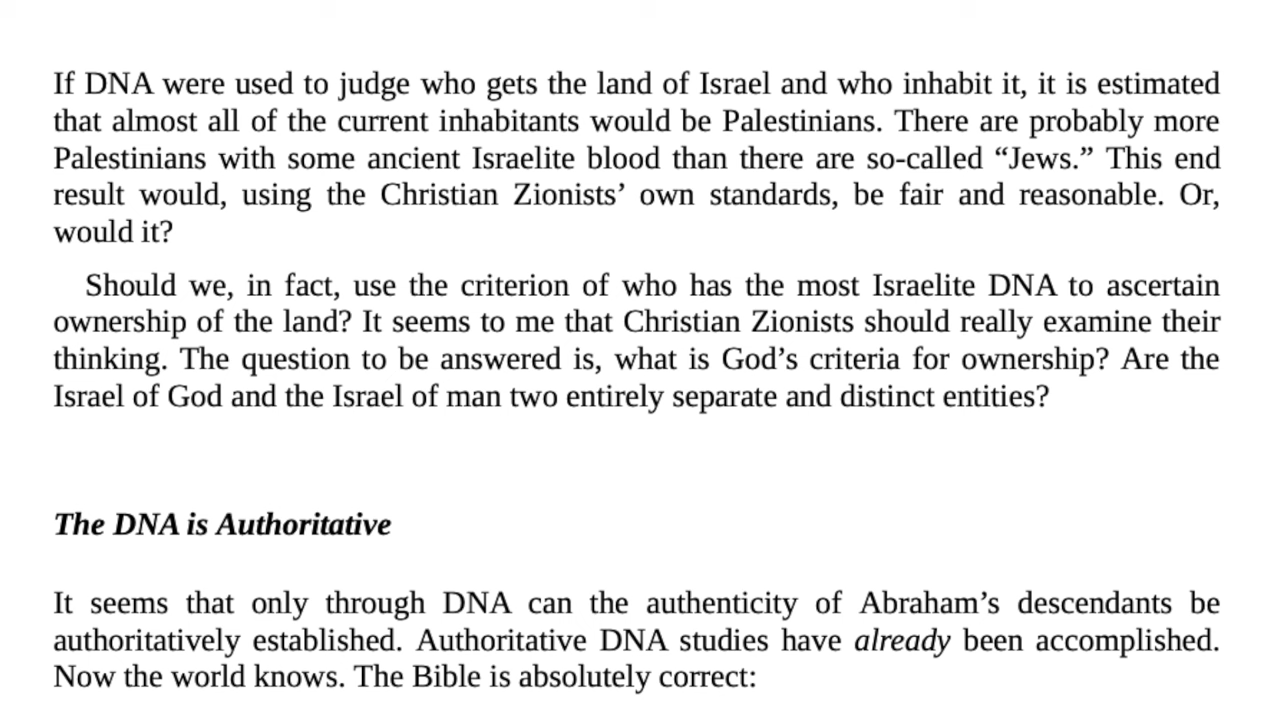 If DNA were used to judge who gets the land of Israel and who inhabit it, it is estimated
that almost all of the current inhabitants would be Palestinians. There are probably more
Palestinians with some ancient Israelite blood than there are so-called “Jews.” This end
result would, using the Christian Zionists’ own standards, be fair and reasonable. Or,
would it?
Should we, in fact, use the criterion of who has the most Israelite DNA to ascertain
ownership of the land? It seems to me that Christian Zionists should really examine their
thinking. The question to be answered is, what is God’s criteria for ownership? Are the
Israel of God and the Israel of man two entirely separate and distinct entities?
The DNA is Authoritative
It seems that only through DNA can the authenticity of Abraham’s descendants be
authoritatively established. Authoritative DNA studies have already been accomplished.
Now the world knows. The Bible is absolutely correct: